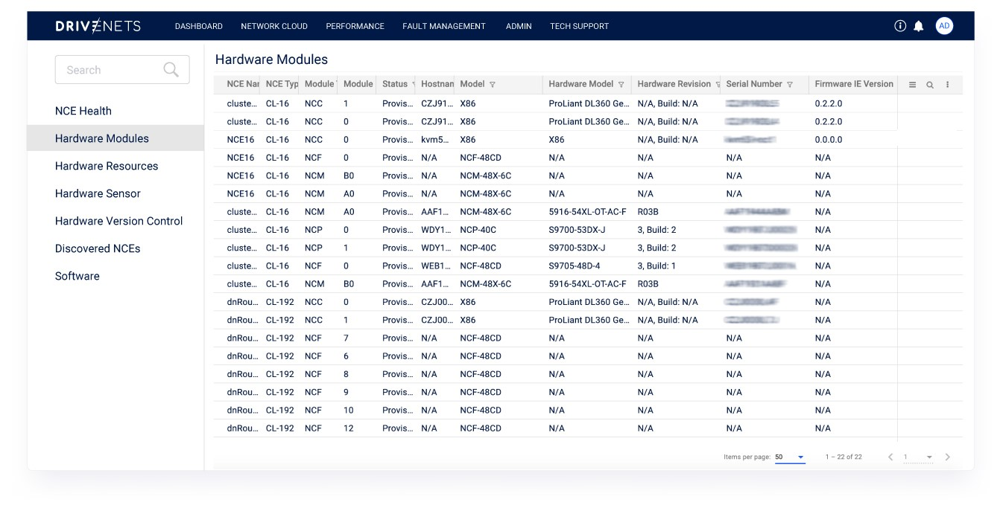 DRIVENETS DASHBOARD NETWORK CLOUD PERFORMANCE FAULT MANAGEMENT ADMIN TECH SUPPORT AD
Search
NCE Health
Hardware Modules
Hardware Resources
Hardware Sensor
Hardware Version Control
Discovered NCEs
Software
Hardware Modules
NCE Nar NCE Typ Module Module Status Hostnan Model Hardware Model Hardware Revision Serial Number Firmware IE Version
cluste... CL-16 NCC 1 Provis... CZJ91... X86 ProLiant DL360 Ge... N/A, Build: N/A 0.2.2.0
cluste... CL-16 NCC 0 Provis... CZJ91... X86 ProLiant DL360 Ge... N/A, Build: N/A 0.2.2.0
NCE16 CL-16 NCC 0 Provis... kvm5... X86 X86 N/A, Build: N/A 0.0.0.0
NCE16 CL-16 NCF 0 Provis... N/A NCF-48CD N/A N/A N/A N/A
NCE16 CL-16 NCM B0 Provis... N/A NCM-48X-6C N/A N/A N/A N/A
NCE16 CL-16 NCM A0 Provis... N/A NCM-48X-6C N/A N/A N/A N/A
cluste... CL-16 NCM A0 Provis... AAF1... NCM-48X-6C 5916-54XL-OT-AC-F R03B N/A
cluste... CL-16 NCP 0 Provis... WDY1... NCP-40C S9700-53DX-J 3, Build: 2 N/A
cluste... CL-16 NCP 1 Provis... WDY1... NCP-40C S9700-53DX-J 3, Build: 2 N/A
cluste... CL-16 NCF 0 Provis... WEB1... NCF-48CD S9705-48D-4 3, Build: 1 N/A
cluste... CL-16 NCM B0 Provis... AAF1... NCM-48X-6C 5916-54XL-OT-AC-F R03B N/A
dnRou... CL-192 NCC 0 Provis... CZJ00... X86 ProLiant DL360 Ge... N/A, Build: N/A N/A
dnRou... CL-192 NCC 1 Provis... CZJ00... X86 ProLiant DL360 Ge... N/A, Build: N/A N/A
dnRou... CL-192 NCF 7 Provis... N/A NCF-48CD N/A N/A N/A N/A
dnRou... CL-192 NCF 6 Provis... N/A NCF-48CD N/A N/A N/A N/A
dnRou... CL-192 NCF 8 Provis... N/A NCF-48CD N/A N/A N/A N/A
dnRou... CL-192 NCF 9 Provis... N/A NCF-48CD N/A N/A N/A N/A
dnRou... CL-192 NCF 10 Provis... N/A NCF-48CD N/A N/A N/A N/A
dnRou... CL-192 NCF 12 Provis... N/A NCF-48CD N/A N/A N/A N/A
Items per page: 50 1 – 22 of 22 1